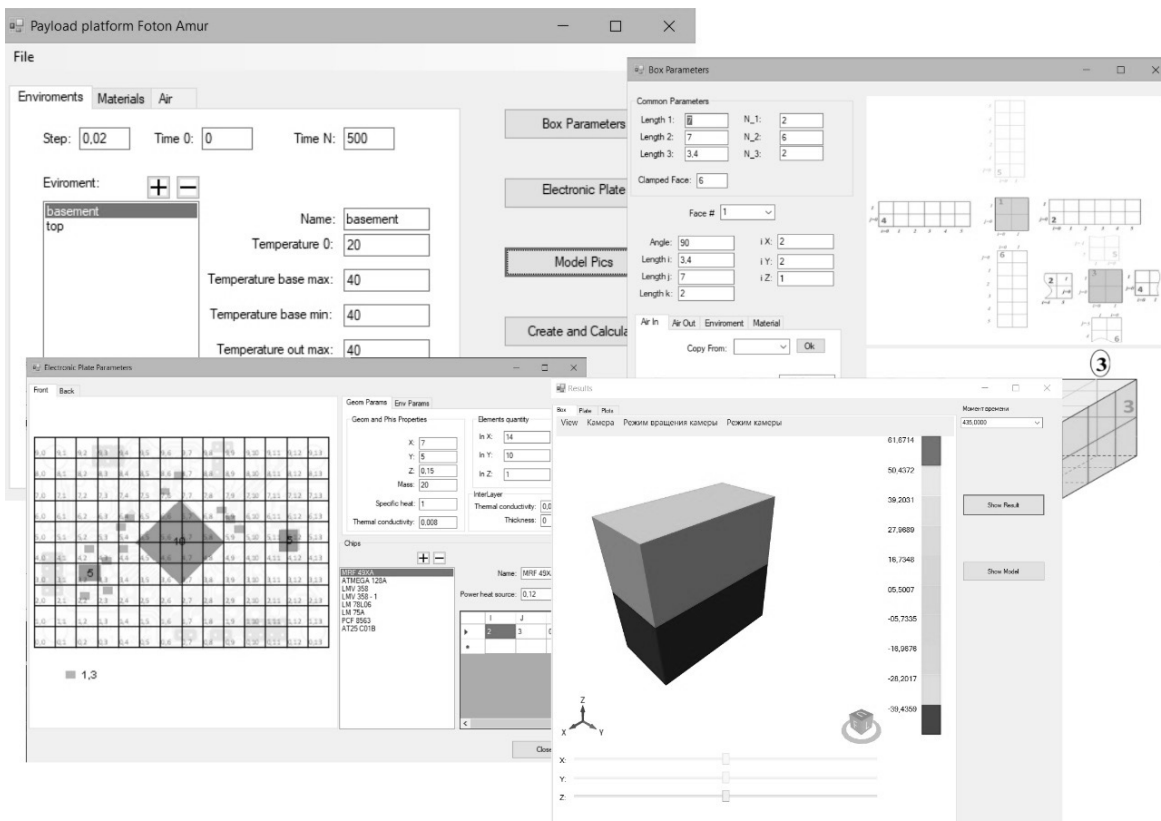 Payload platform Foton Amur
File
Enviroments Materials Air
Step: 0,02 Time 0: 0 Time N: 500
Eviroment:
basement
top
Name: basement
Temperature 0: 20
Temperature base max: 40
Temperature base min: 40
Temperature out max: 40
Box Parameters
Electronic Plate
Model Pics
Create and Calcula
Box Parameters
Common Parameters
Length 1: 7 N_1: 2
Length 2: 7 N_2: 6
Length 3: 3,4 N_3: 2
Clamped Face: 6
Face # 1
Angle: 90 i X: 2
Length i: 3,4 i Y: 2
Length j: 7 i Z: 1
Length k: 2
Air In Air Out Enviroment Material
Copy From: Ok
3
3
Electronic Plate Parameters
Front Back
10
5
5
1,3
Geom Params Env Params
Geom and Phis Properties
X: 7
Y: 5
Z: 0,15
Mass: 20
Specific heat: 1
Thermal conductivity: 0,008
Elements quantity
In X: 14
In Y: 10
In Z: 1
InterLayer
Thermal conductivity: 0,0
Thickness: 0
Chips
MRF 49XA
ATMEGA 128A
LMV 358
LMV 358 - 1
LM 78L06
LM 75A
PCF 8563
AT25 C01B
Name: MRF 49X
Power heat source: 0,12
I J
2 3
Close
Results
Box Plate Plots
View Камера Режим вращения камеры Режим камеры
61,6714
50,4372
39,2031
27,9689
16,7348
05,5007
-05,7335
-16,9676
-28,2017
-39,4359
Z
X Y
X:
Y:
Z:
Момент времени
435,0000
Show Result
Show Model